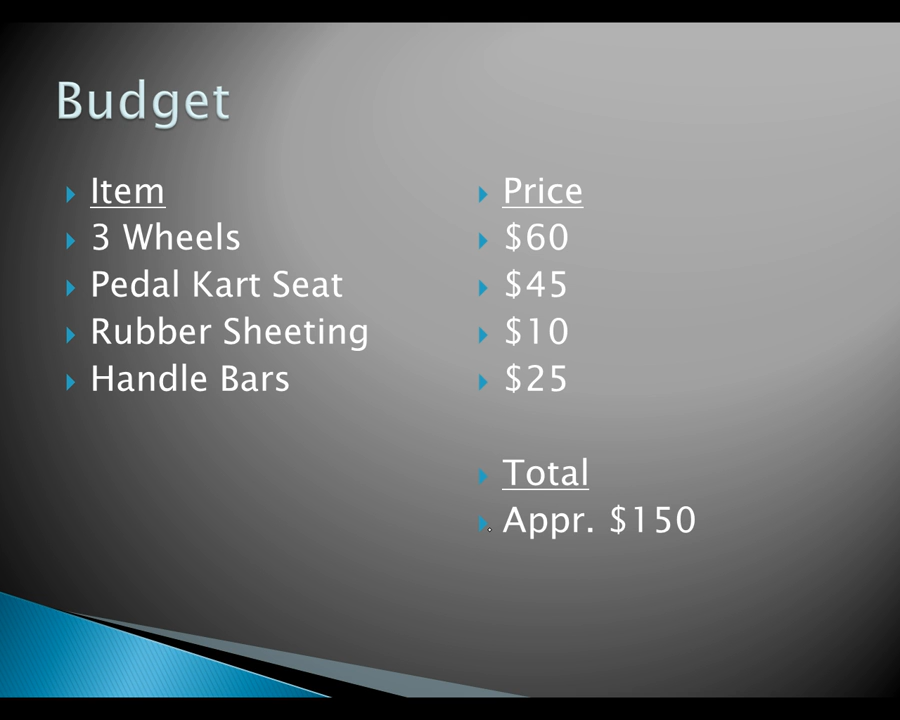 Budget
Item
3 Wheels
Pedal Kart Seat
Rubber Sheeting
Handle Bars
Price
$60
$45
$10
$25
Total
Appr. $150